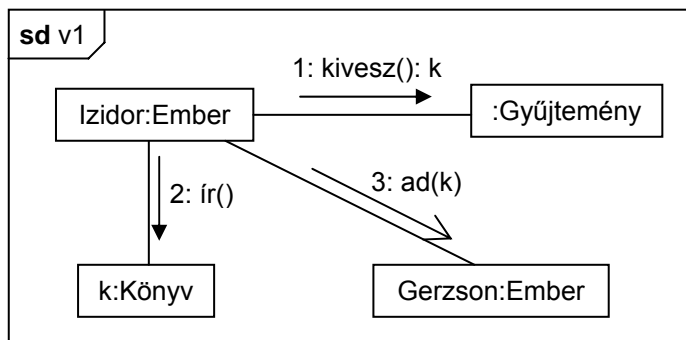 sd v1
1: kivesz(): k
Izidor:Ember
:Gyűjtemény
2: ír()
3: ad(k)
k:Könyv
Gerzson:Ember